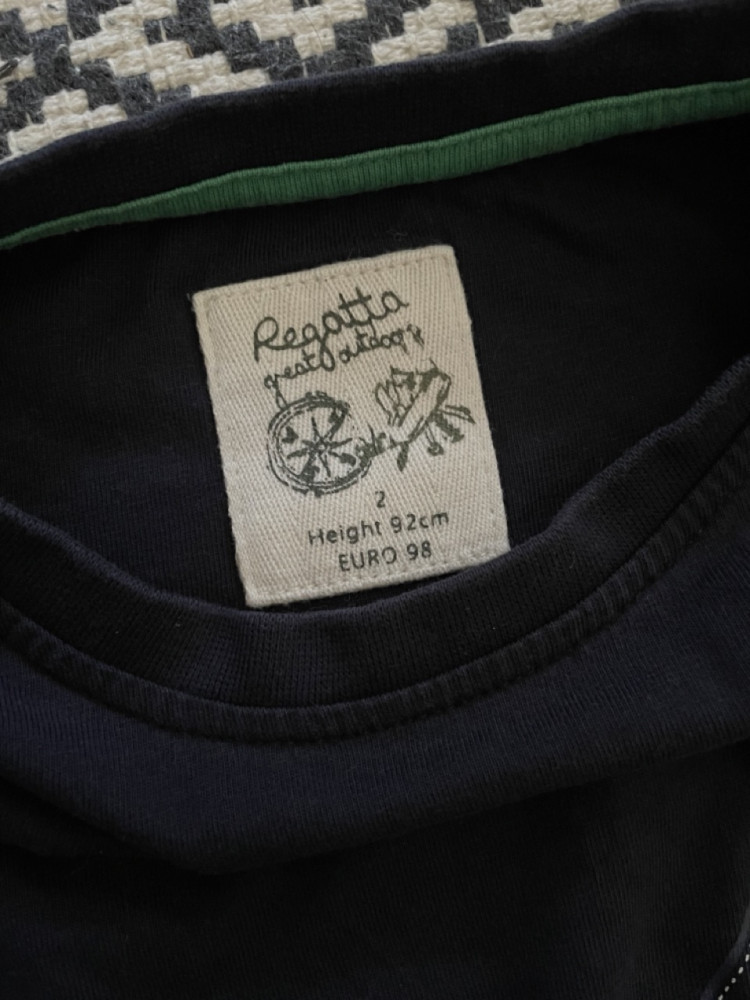 Regatta
great outdoors
2
Height 92cm
EURO 98